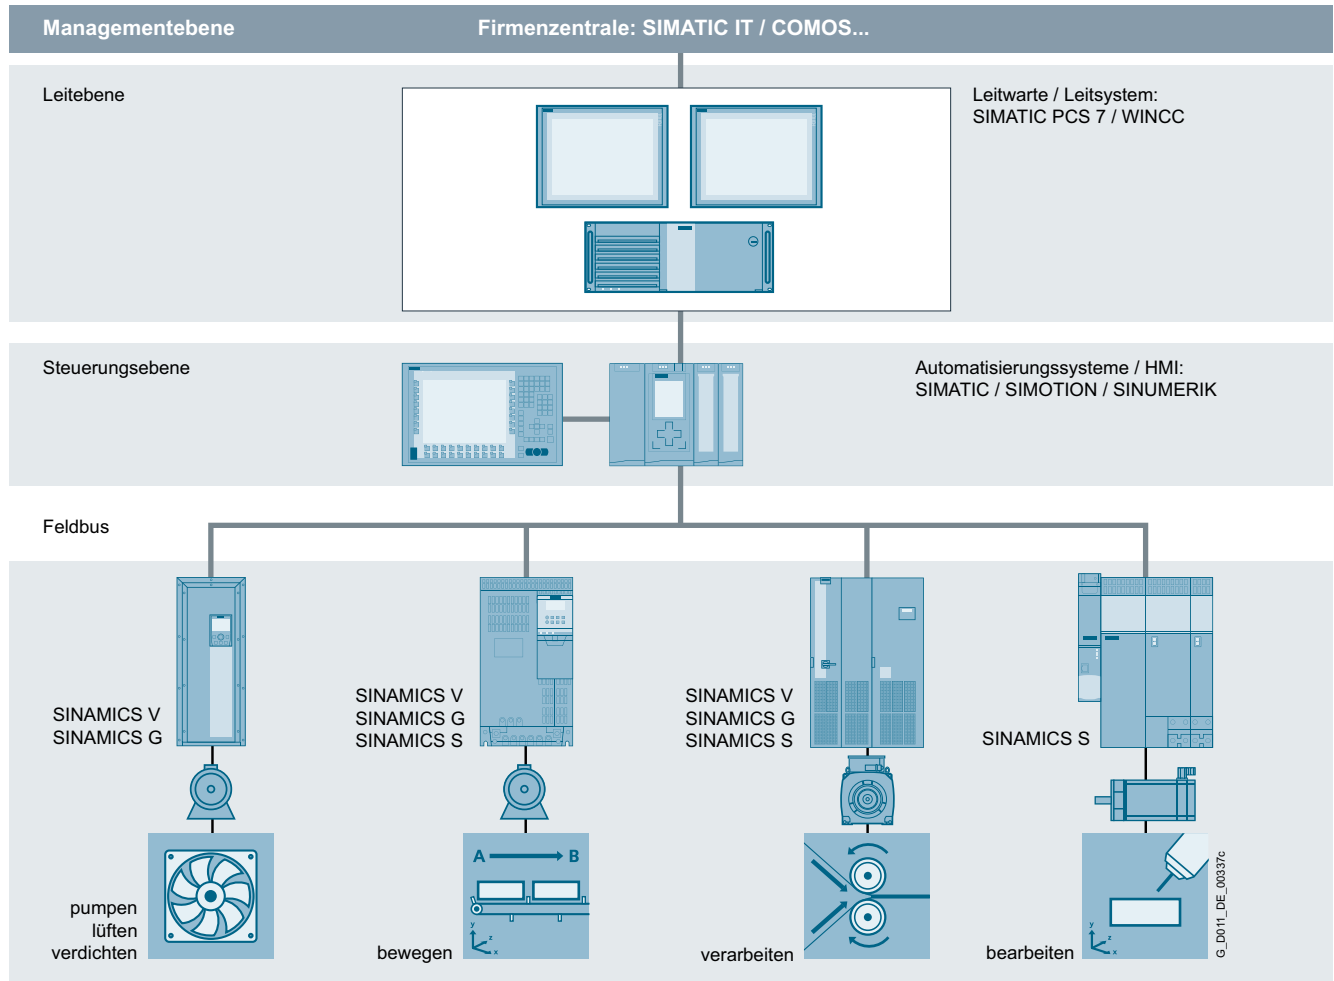 Managementebene
Firmenzentrale: SIMATIC IT / COMOS...
Leitebene
Leitwarte / Leitsystem:
SIMATIC PCS 7 / WINCC
Steuerungsebene
Automatisierungssysteme / HMI:
SIMATIC / SIMOTION / SINUMERIK
Feldbus
SINAMICS V
SINAMICS G
SINAMICS V
SINAMICS G
SINAMICS S
SINAMICS V
SINAMICS G
SINAMICS S
SINAMICS S
pumpen
lüften
verdichten
A B
y
z
x
bewegen
verarbeiten
y
z
x
bearbeiten
G_D011_DE_00337c